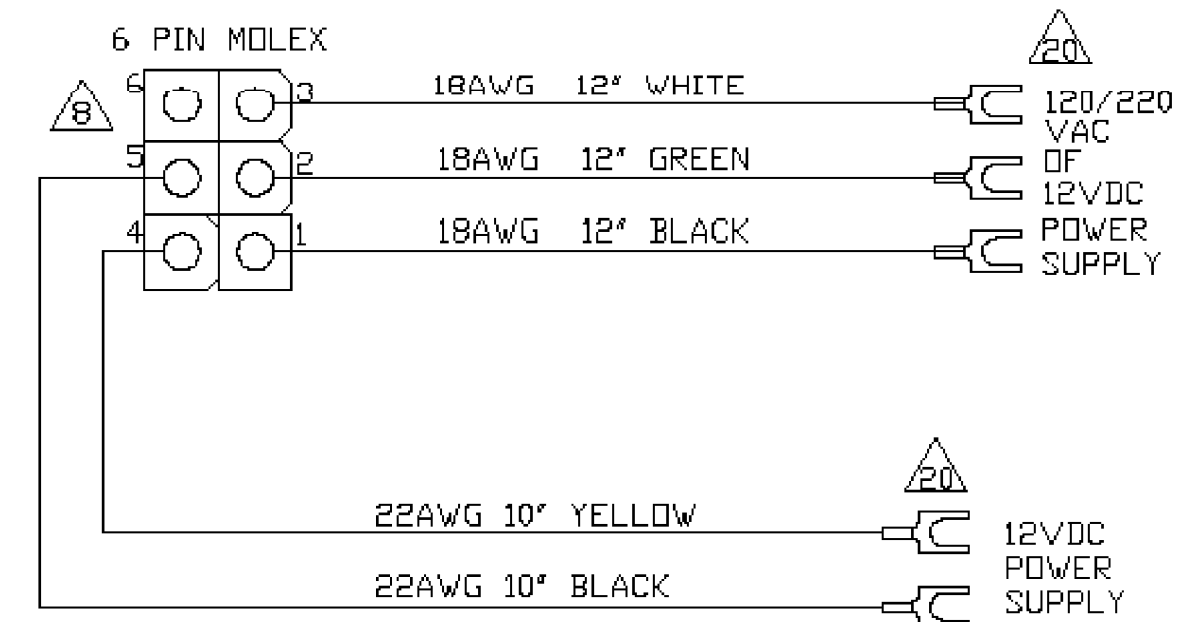 6 PIN MOLEX
20
6
3
18AWG 12" WHITE
8
120/220
VAC
OF
12VDC
POWER
SUPPLY
5
2
18AWG 12" GREEN
4
1
18AWG 12" BLACK
20
22AWG 10" YELLOW
12VDC
POWER
SUPPLY
22AWG 10" BLACK